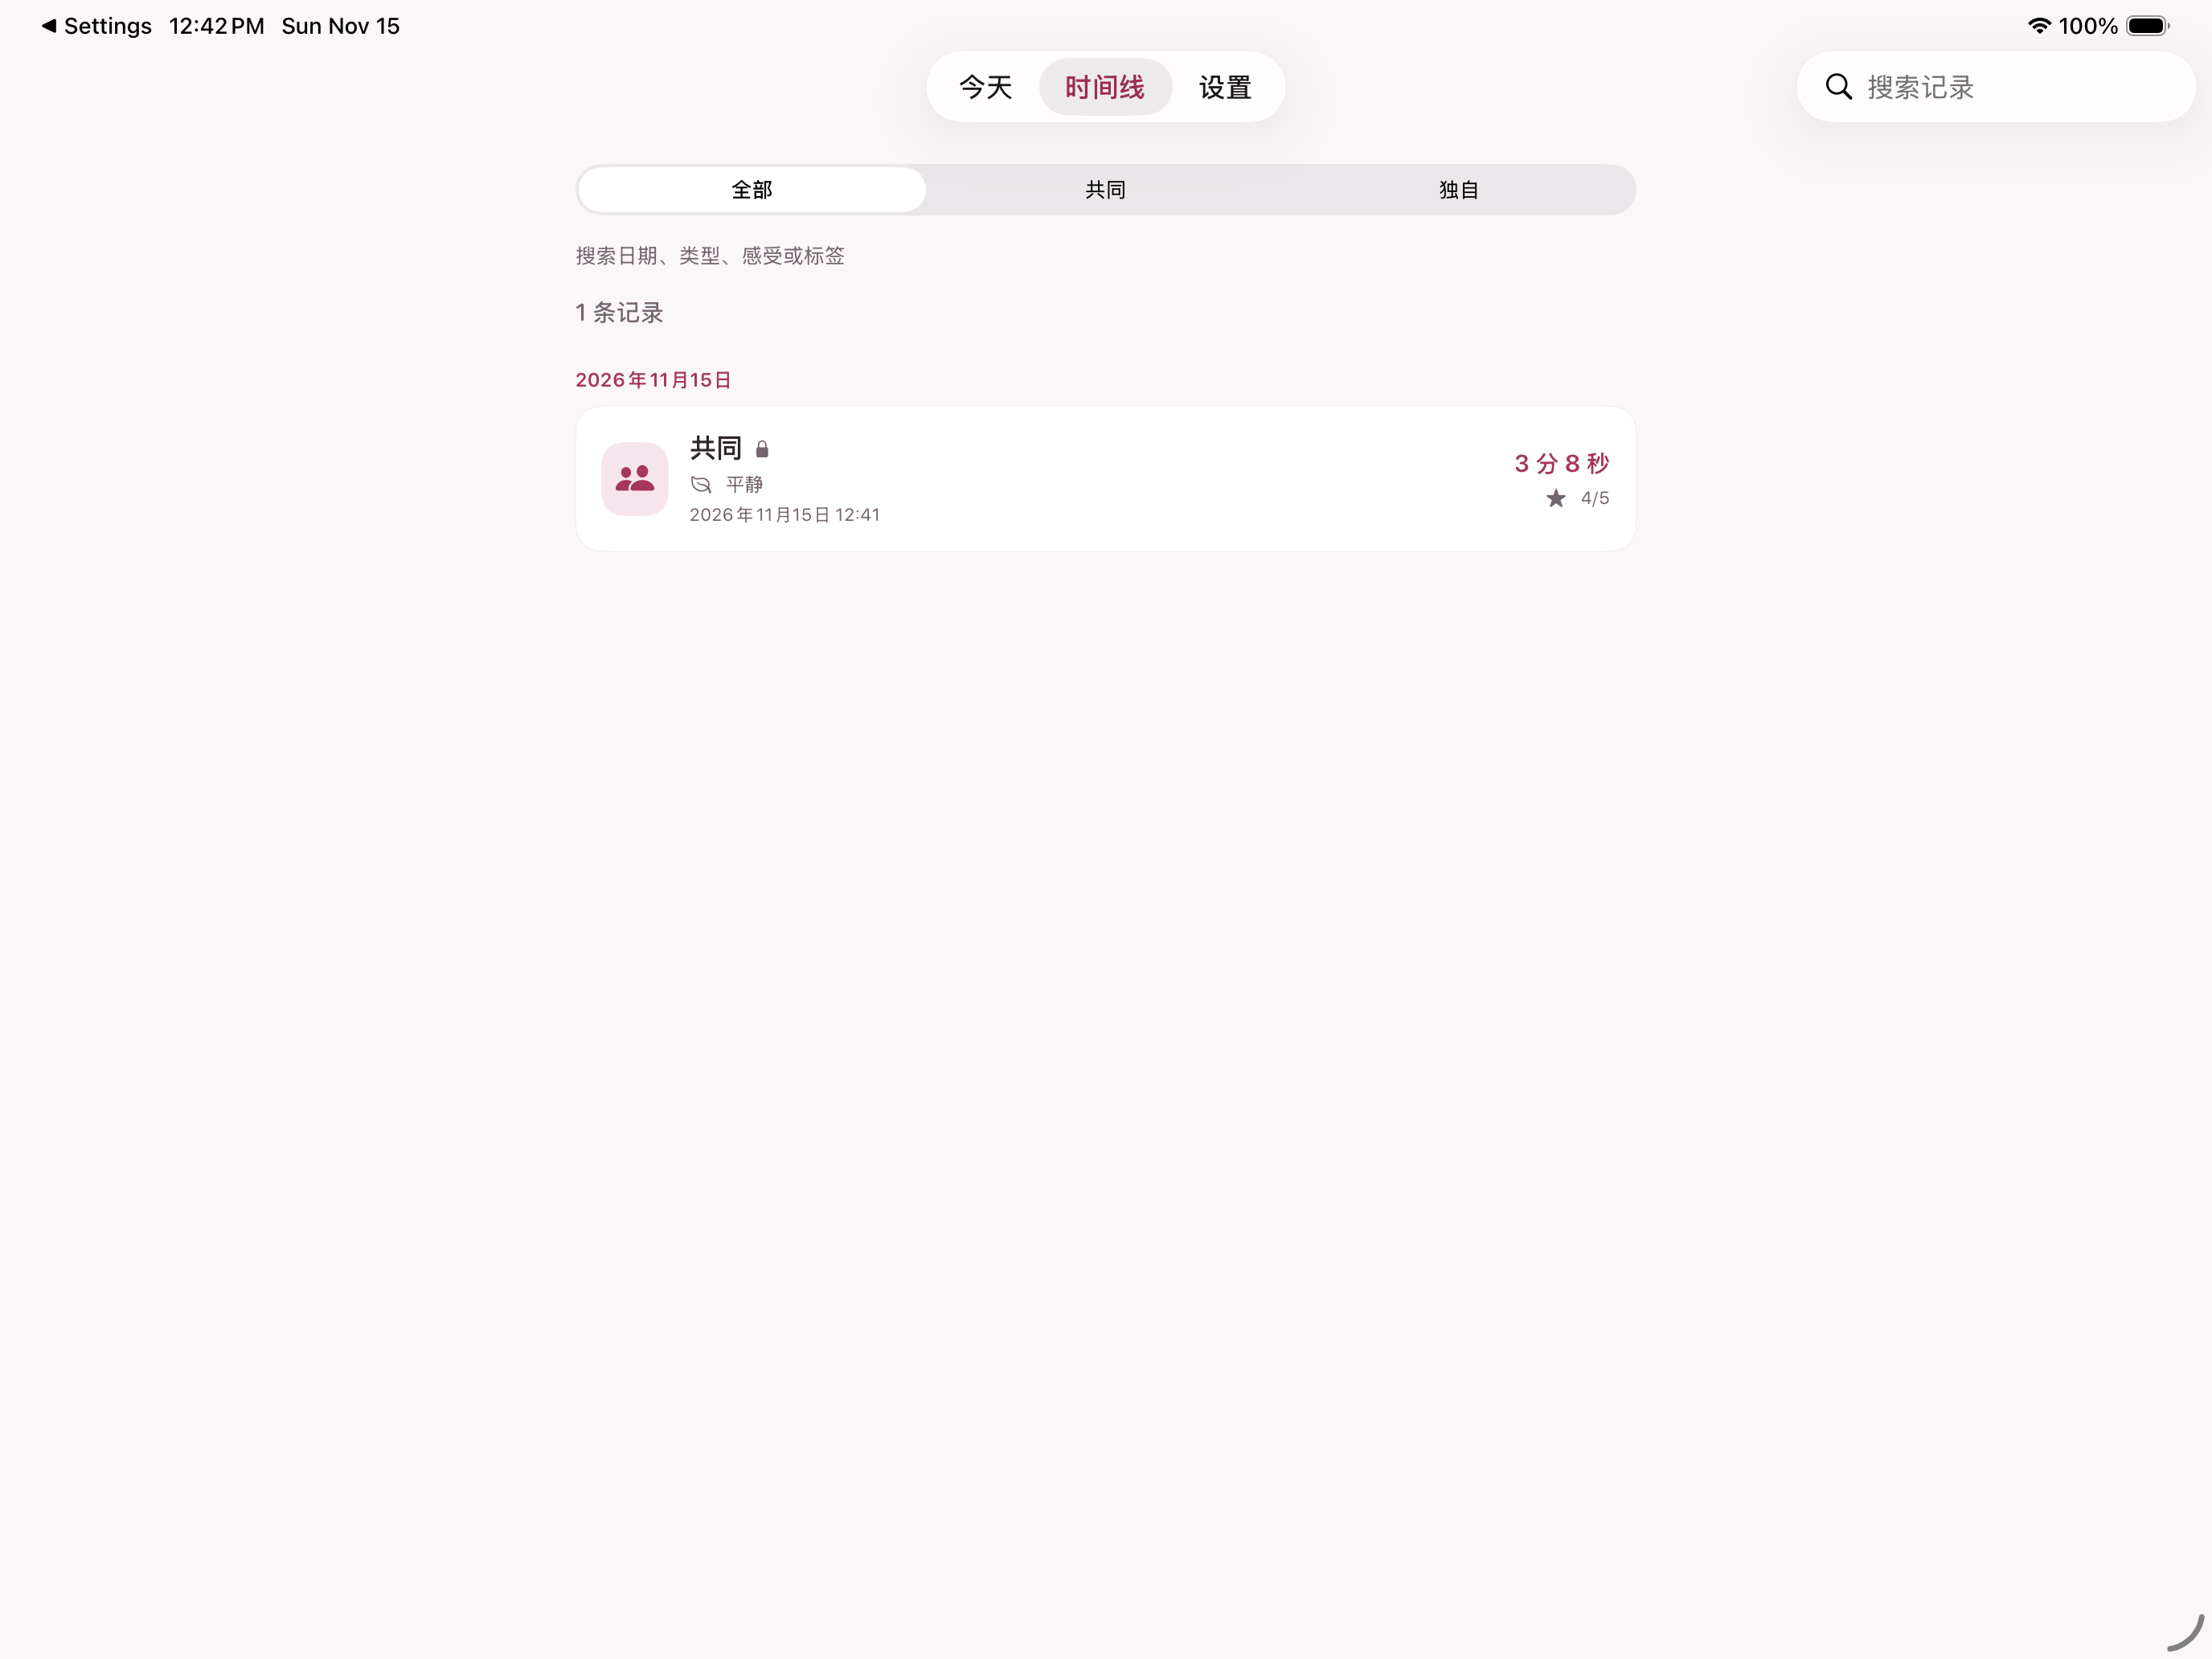 Settings 12:42 PM Sun Nov 15 100%
今天 时间线 设置 搜索记录
全部 共同 独自
搜索日期、类型、感受或标签
1 条记录
2026年11月15日
共同
平静
2026年11月15日 12:41
3 分 8 秒
4/5